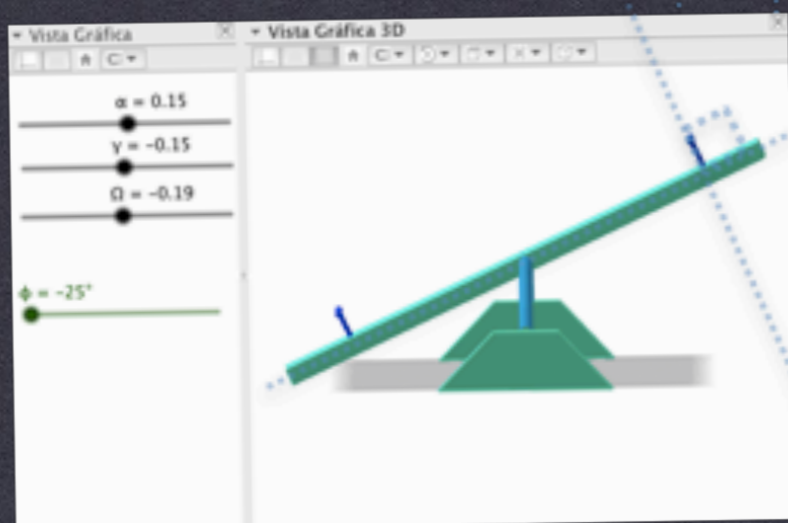 Vista Gráfica
Vista Gráfica 3D
α = 0.15
γ = -0.15
Ω = -0.19
ϕ = -25°